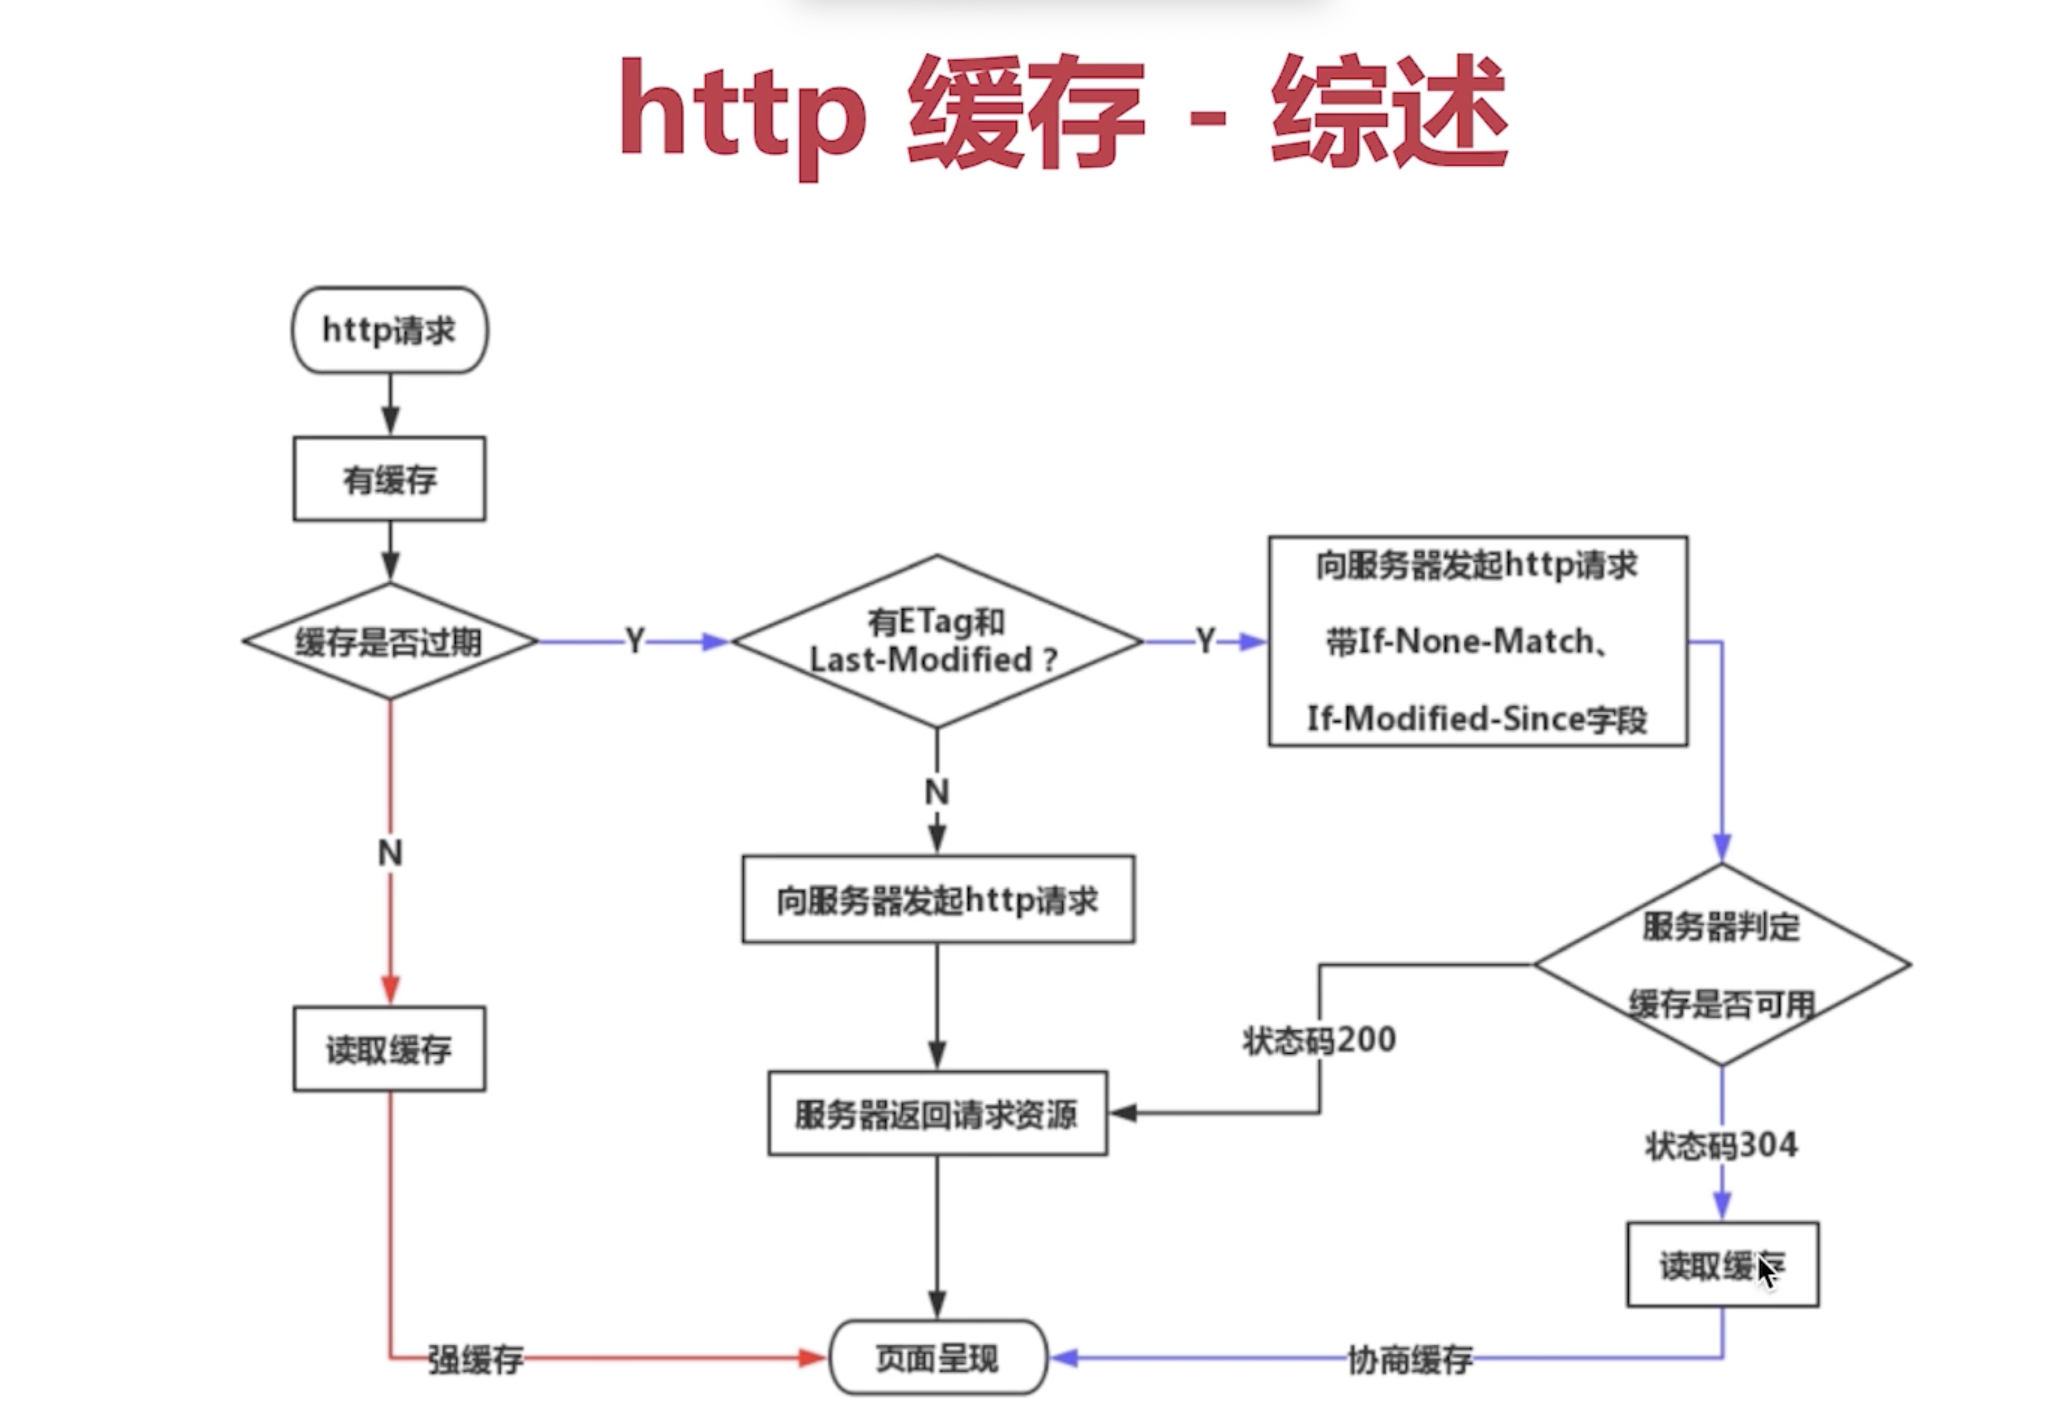 http 缓存 - 综述
http请求
有缓存
缓存是否过期
Y
有ETag和
Last-Modified ?
Y
向服务器发起http请求
带If-None-Match、
If-Modified-Since字段
N
N
向服务器发起http请求
服务器判定
缓存是否可用
状态码200
读取缓存
服务器返回请求资源
状态码304
读取缓存
强缓存
页面呈现
协商缓存